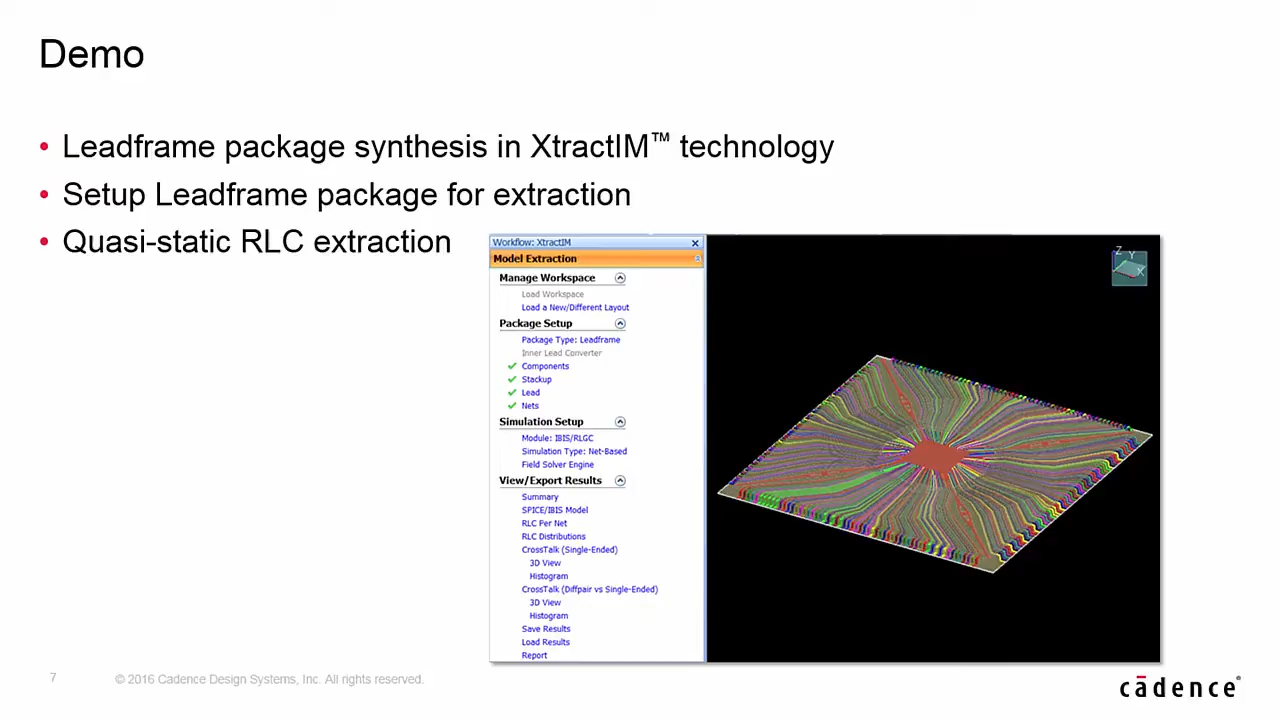 Demo
• Leadframe package synthesis in XtractIM™ technology
• Setup Leadframe package for extraction
• Quasi-static RLC extraction
Workflow: XtractIM
Model Extraction
Manage Workspace
Load Workspace
Load a New/Different Layout
Package Setup
Package Type: Leadframe
Inner Lead Converter
Components
Stackup
Lead
Nets
Simulation Setup
Module: IBIS/RLGC
Simulation Type: Net-Based
Field Solver Engine
View/Export Results
Summary
SPICE/IBIS Model
RLC Per Net
RLC Distributions
CrossTalk (Single-Ended)
3D View
Histogram
CrossTalk (Diffpair vs Single-Ended)
3D View
Histogram
Save Results
Load Results
Report
Z Y X
7 © 2016 Cadence Design Systems, Inc. All rights reserved.
cādence®